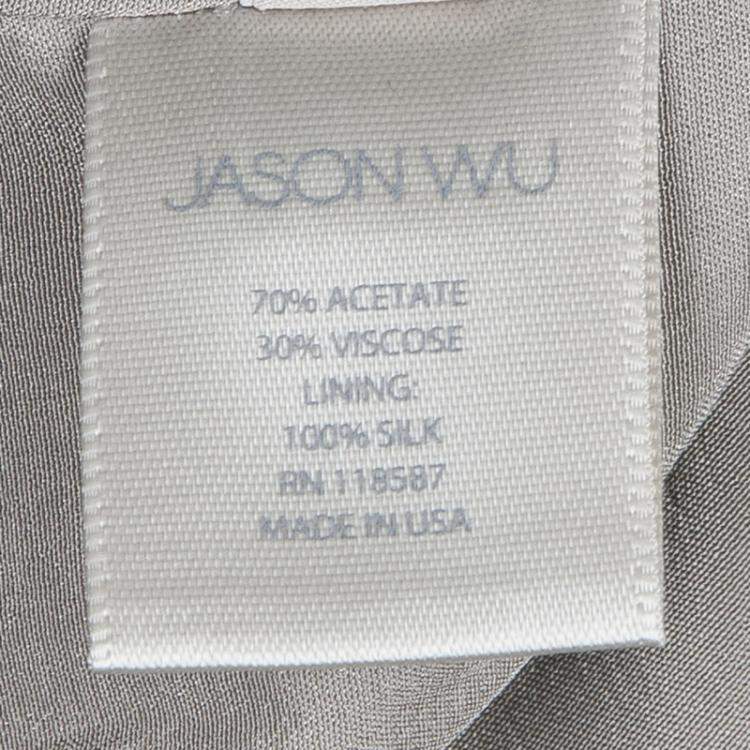 JASON WU
70% ACETATE
30% VISCOSE
LINING:
100% SILK
RN 118587
MADE IN USA